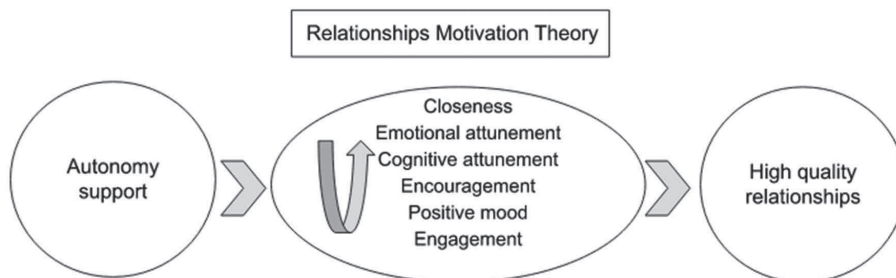 Relationships Motivation Theory
Autonomy
support
Closeness
Emotional attunement
Cognitive attunement
Encouragement
Positive mood
Engagement
High quality
relationships